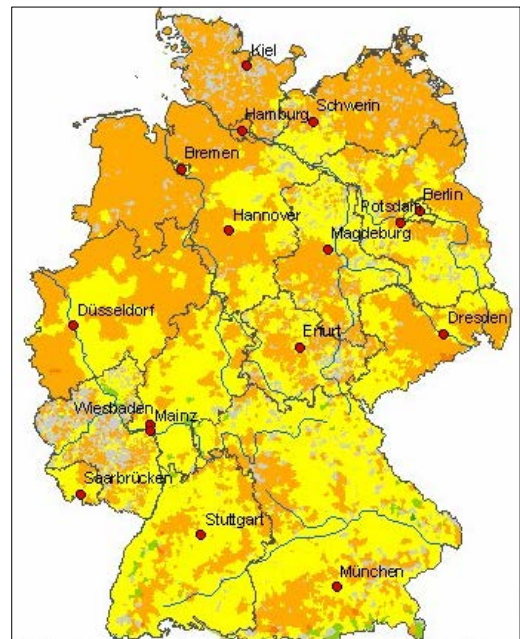 Kiel
Schwerin
Hamburg
Bremen
Berlin
Potsdam
Hannover
Magdeburg
Düsseldorf
Erfurt
Dresden
Wiesbaden
Mainz
Saarbrücken
Stuttgart
München